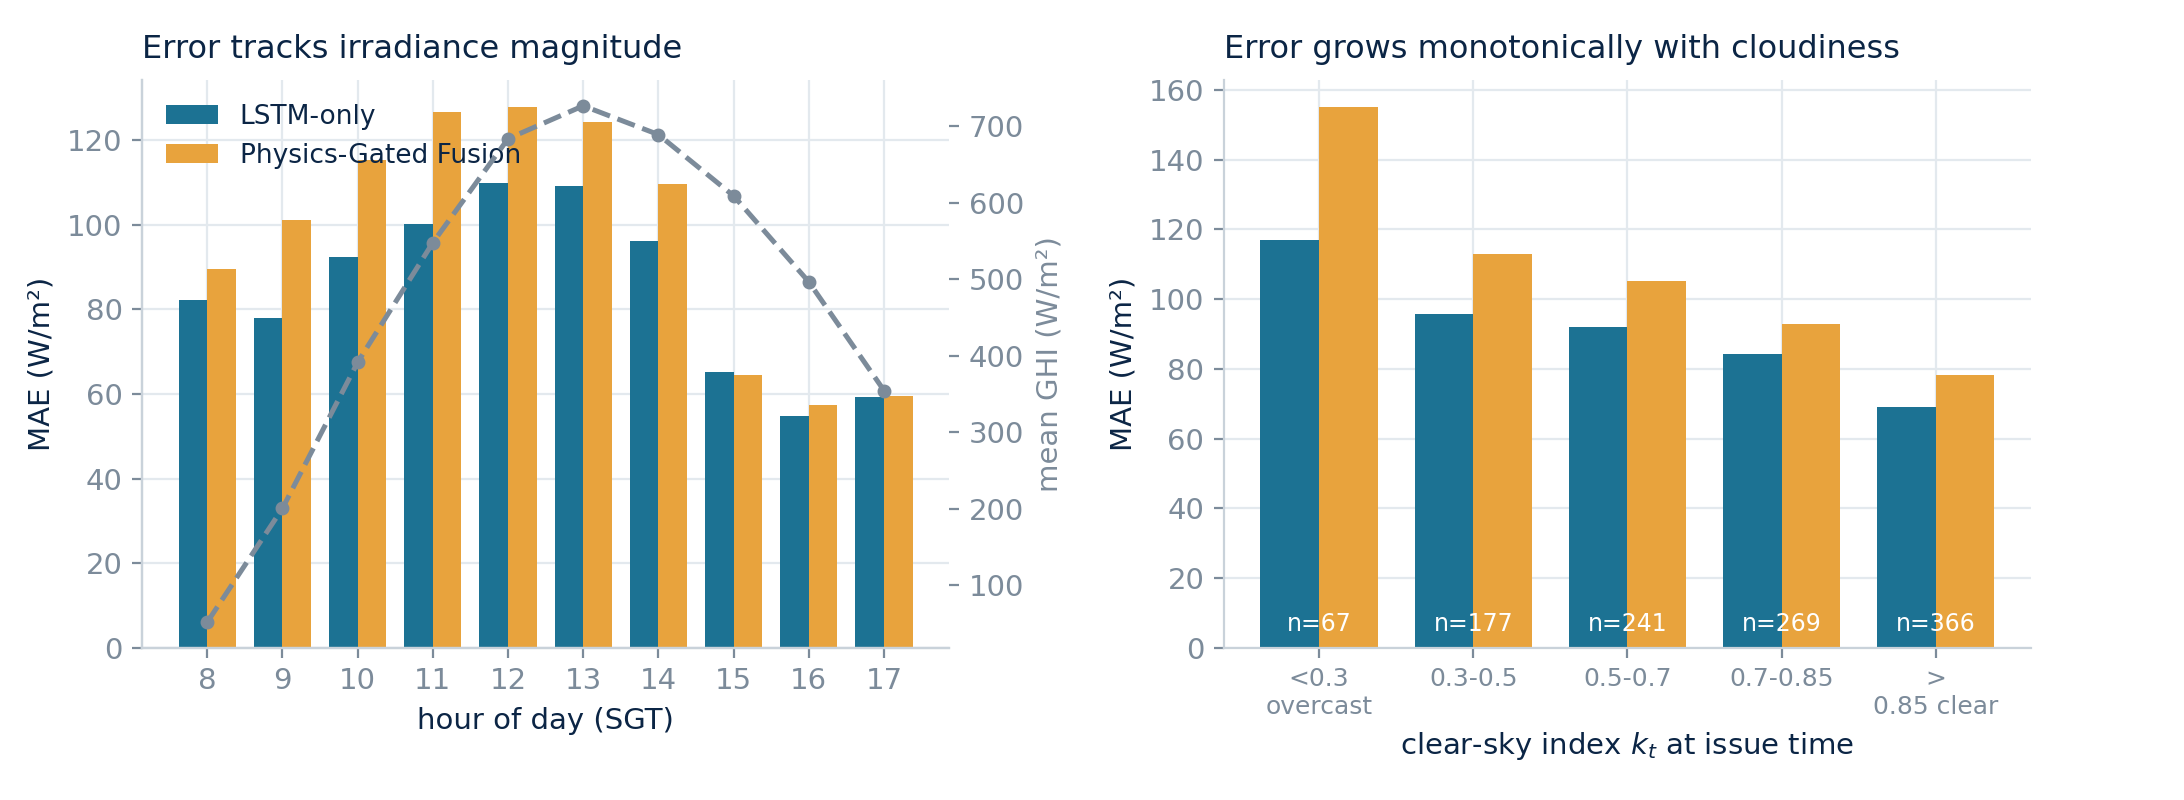 Error tracks irradiance magnitude
LSTM-only
Physics-Gated Fusion
MAE (W/m²)
120
100
80
60
40
20
0
700
600
500
400
300
200
100
mean GHI (W/m²)
8 9 10 11 12 13 14 15 16 17
hour of day (SGT)
Error grows monotonically with cloudiness
MAE (W/m²)
160
140
120
100
80
60
40
20
0
n=67 n=177 n=241 n=269 n=366
<0.3 0.3-0.5 0.5-0.7 0.7-0.85 >
overcast 0.85 clear
clear-sky index kₜ at issue time